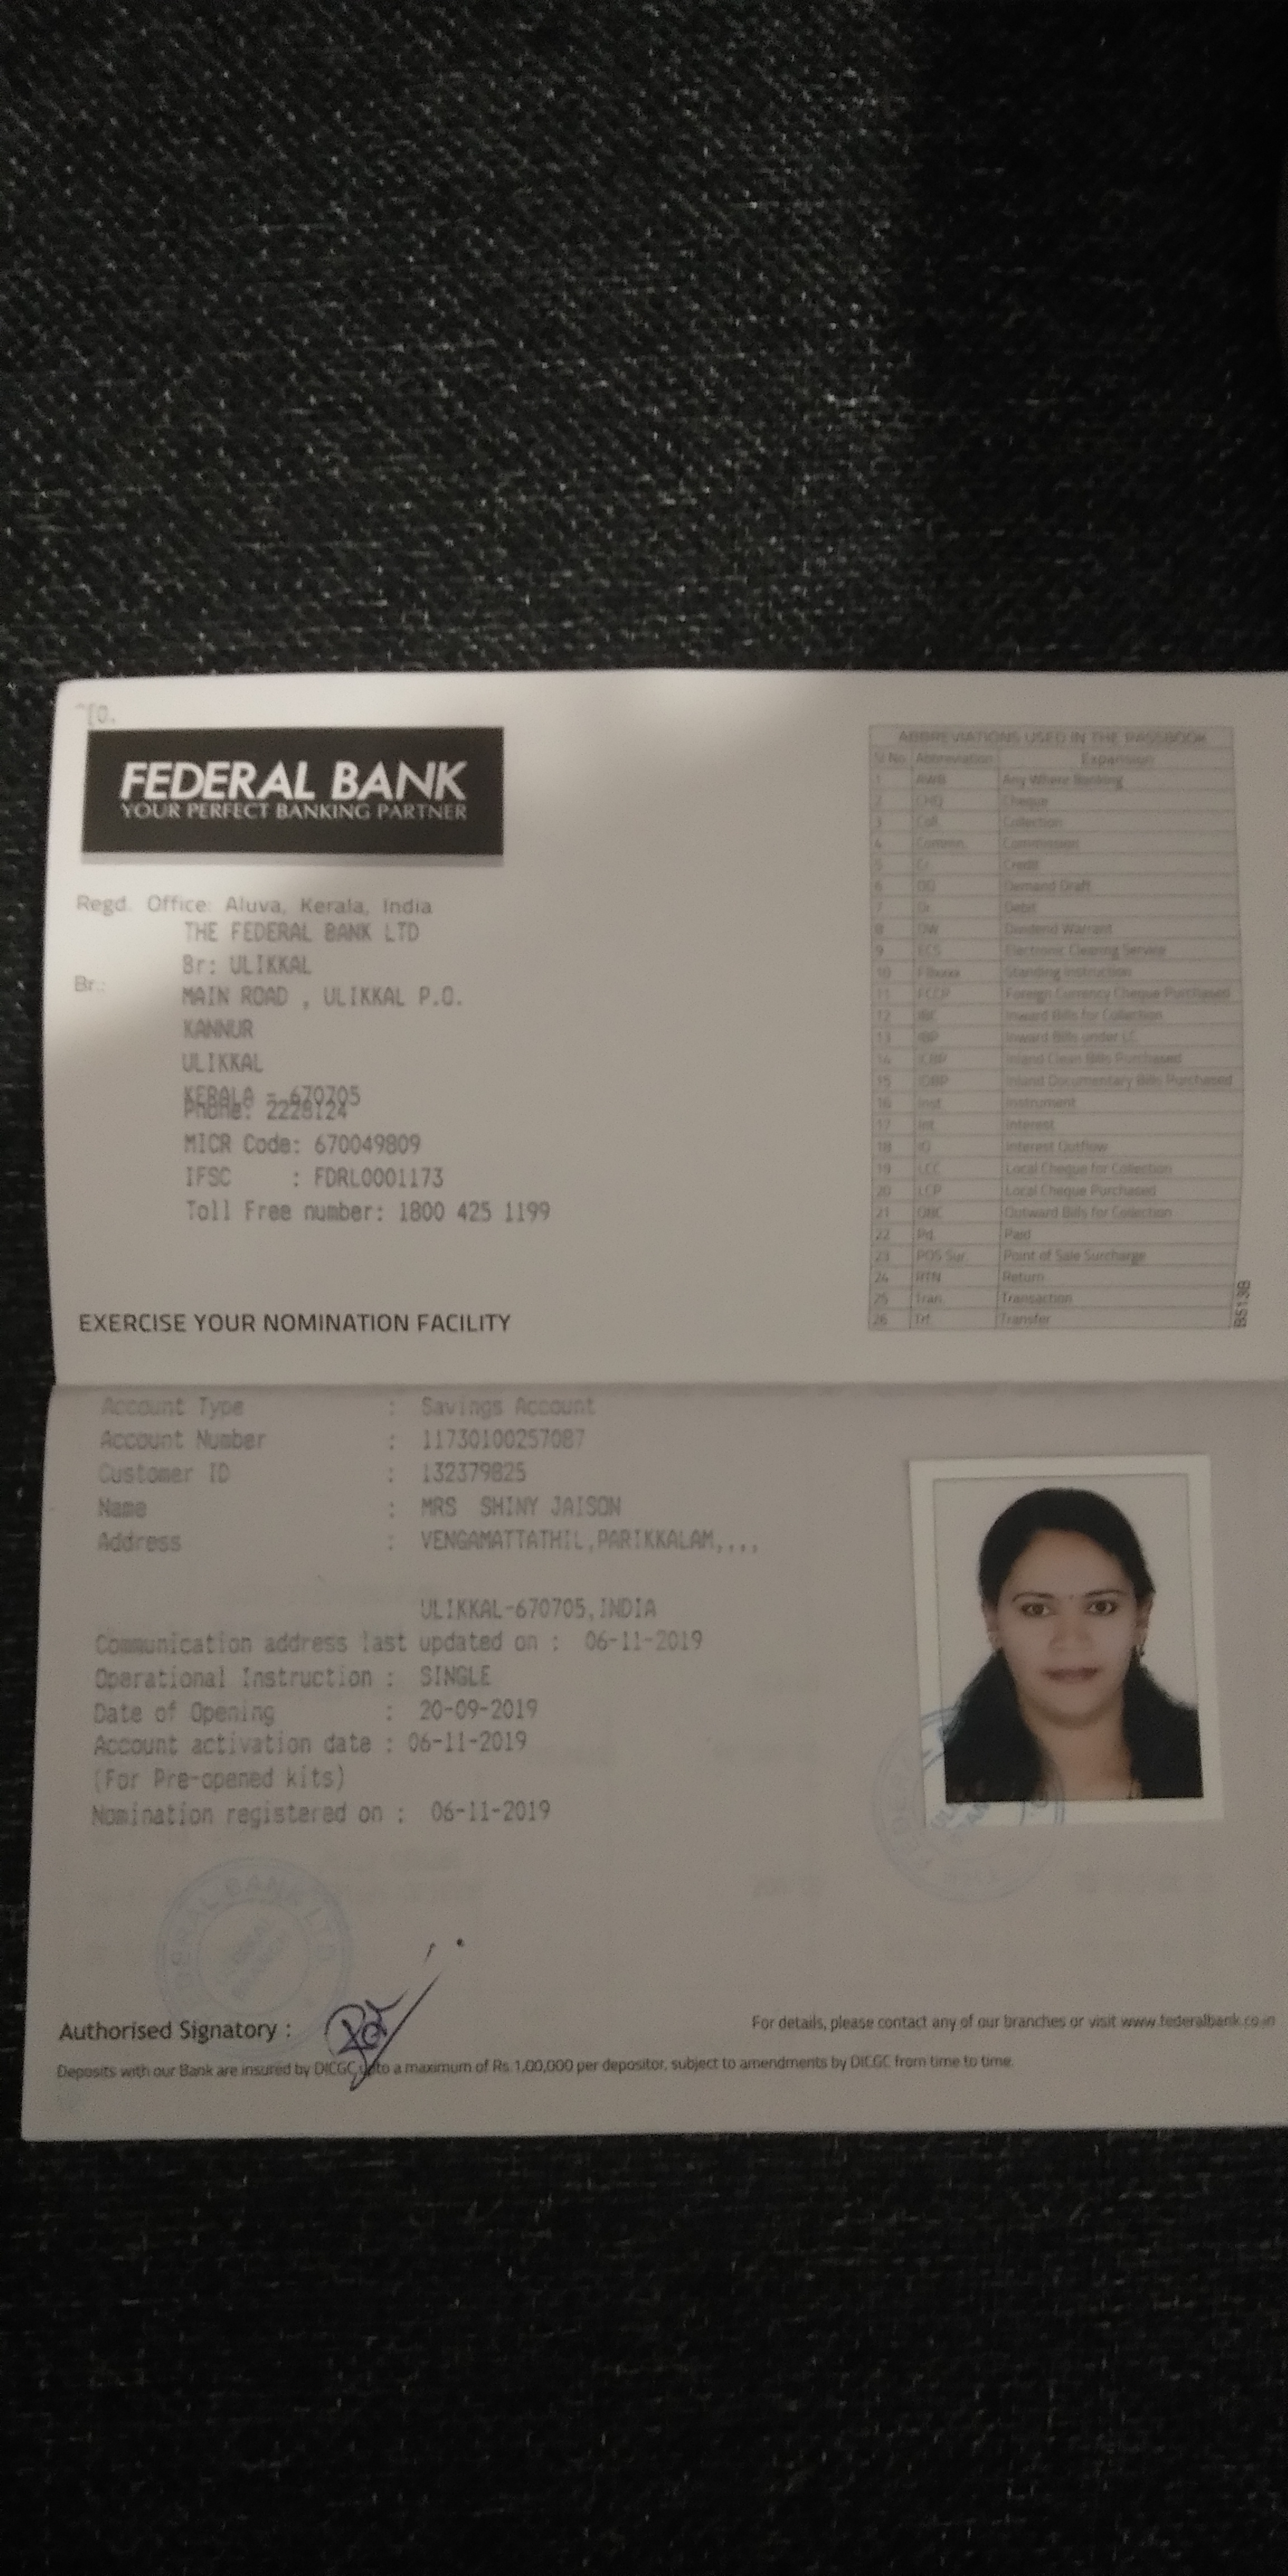 FEDERAL BANK
YOUR PERFECT BANKING PARTNER
Regd. Office: Aluva, Kerala, India
THE FEDERAL BANK LTD
Br: ULIKKAL
Br.:
MAIN ROAD , ULIKKAL P.O.
KANNUR
ULIKKAL
KERALA - 670705
Phone: 2228124
MICR Code: 670049809
IFSC : FDRL0001173
Toll Free number: 1800 425 1199
EXERCISE YOUR NOMINATION FACILITY
ABBREVIATIONS USED IN THE PASSBOOK
Sr No Abbreviation Expansion
1 AWB Any Where Banking
2 CHQ Cheque
3 Coll. Collection
4 Commn. Commission
5 Cr. Credit
6 DD Demand Draft
7 Dr. Debit
8 DW Dividend Warrant
9 ECS Electronic Clearing Service
10 Standing Instruction
11 FCCP Foreign Currency Cheque Purchased
12 IBC Inward Bills for Collection
13 IBP Inward Bills under LC
14 ICBP Inland Clean Bills Purchased
15 IDBP Inland Documentary Bills Purchased
16 Inst. Instrument
17 Int. Interest
18 IO Interest Outflow
19 LCC Local Cheque for Collection
20 LCP Local Cheque Purchased
21 OBC Outward Bills for Collection
22 Pd. Paid
23 POS Sur. Point of Sale Surcharge
24 RTN Return
25 Tran. Transaction
26 Trf. Transfer
BS13B
Account Type : Savings Account
Account Number : 11730100257087
Customer ID : 132379825
Name : MRS SHINY JAISON
Address : VENGAMATTATHIL,PARIKKALAM,,,,
ULIKKAL-670705,INDIA
Communication address last updated on : 06-11-2019
Operational Instruction : SINGLE
Date of Opening : 20-09-2019
Account activation date : 06-11-2019
(For Pre-opened kits)
Nomination registered on : 06-11-2019
Authorised Signatory :
For details, please contact any of our branches or visit www.federalbank.co.in
Deposits with our Bank are insured by DICGC upto a maximum of Rs.1,00,000 per depositor, subject to amendments by DICGC from time to time.